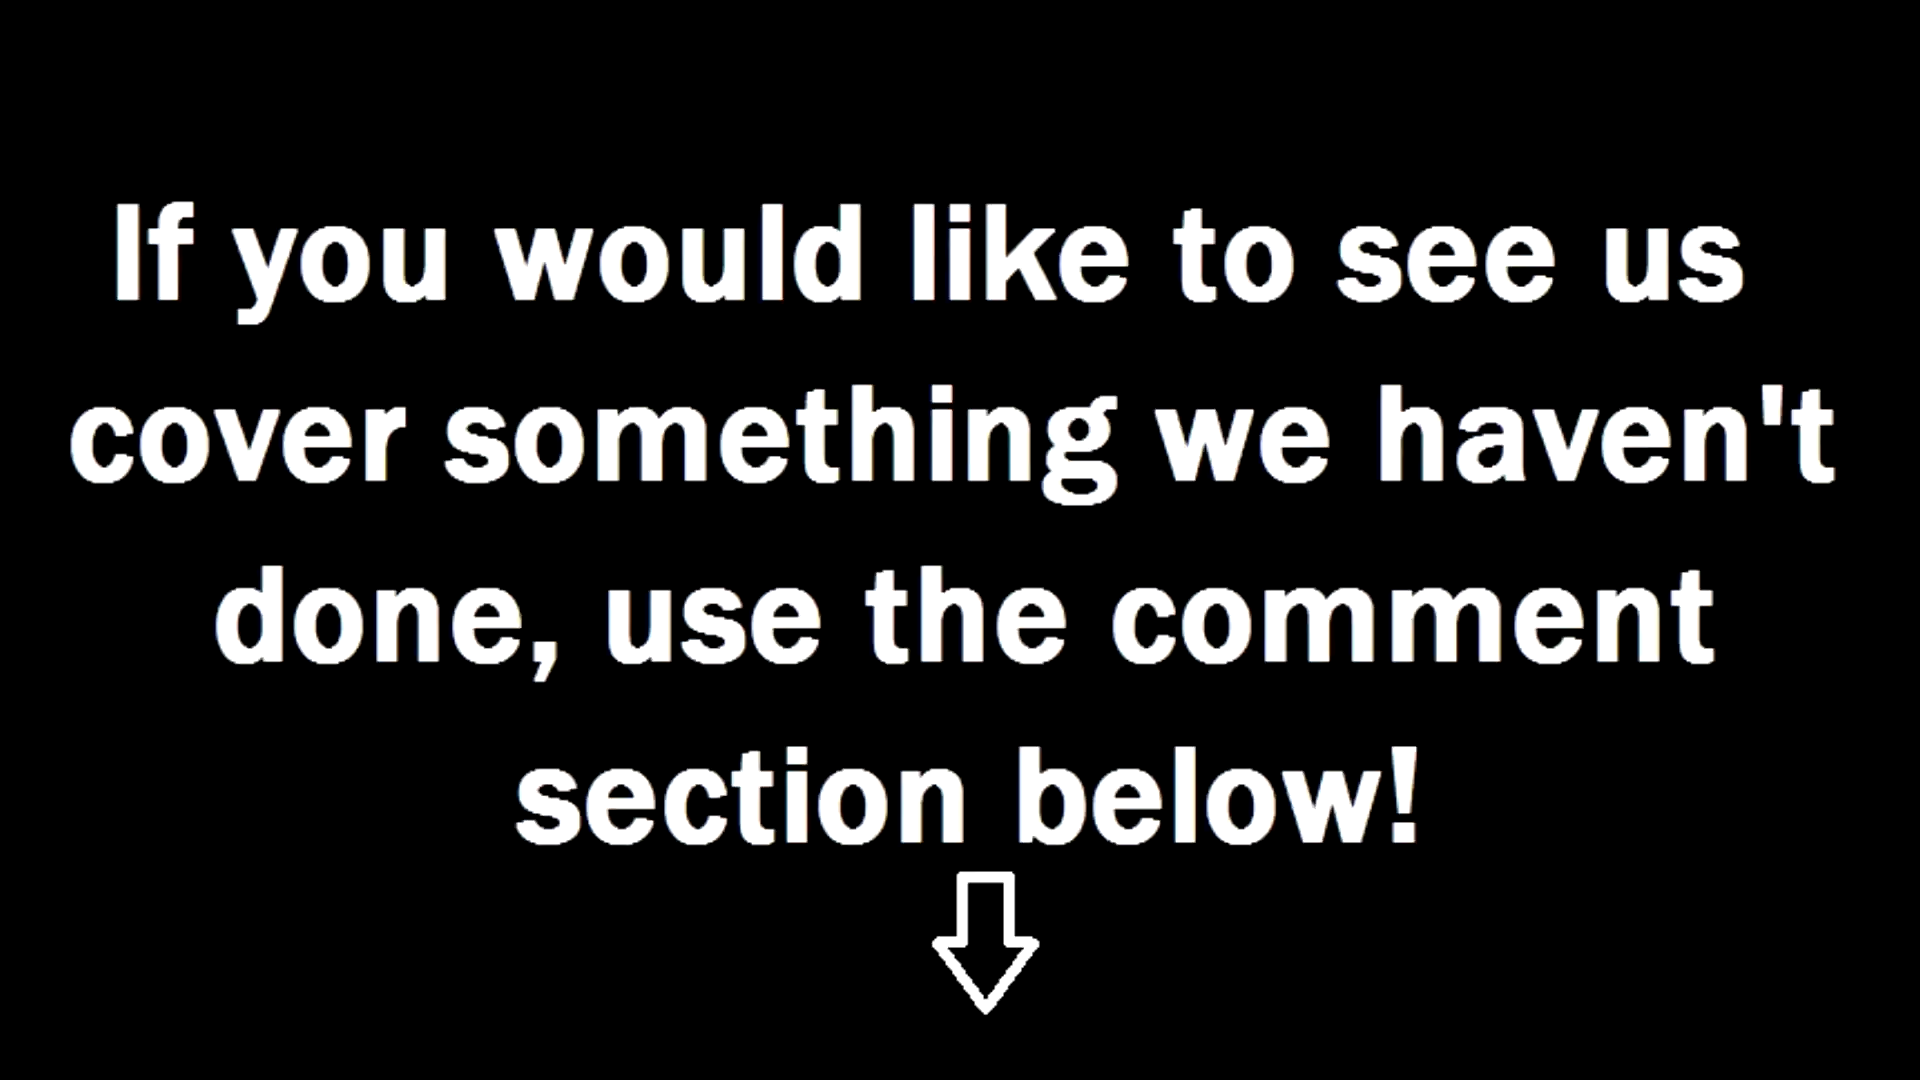 If you would like to see us
cover something we haven't
done, use the comment
section below!